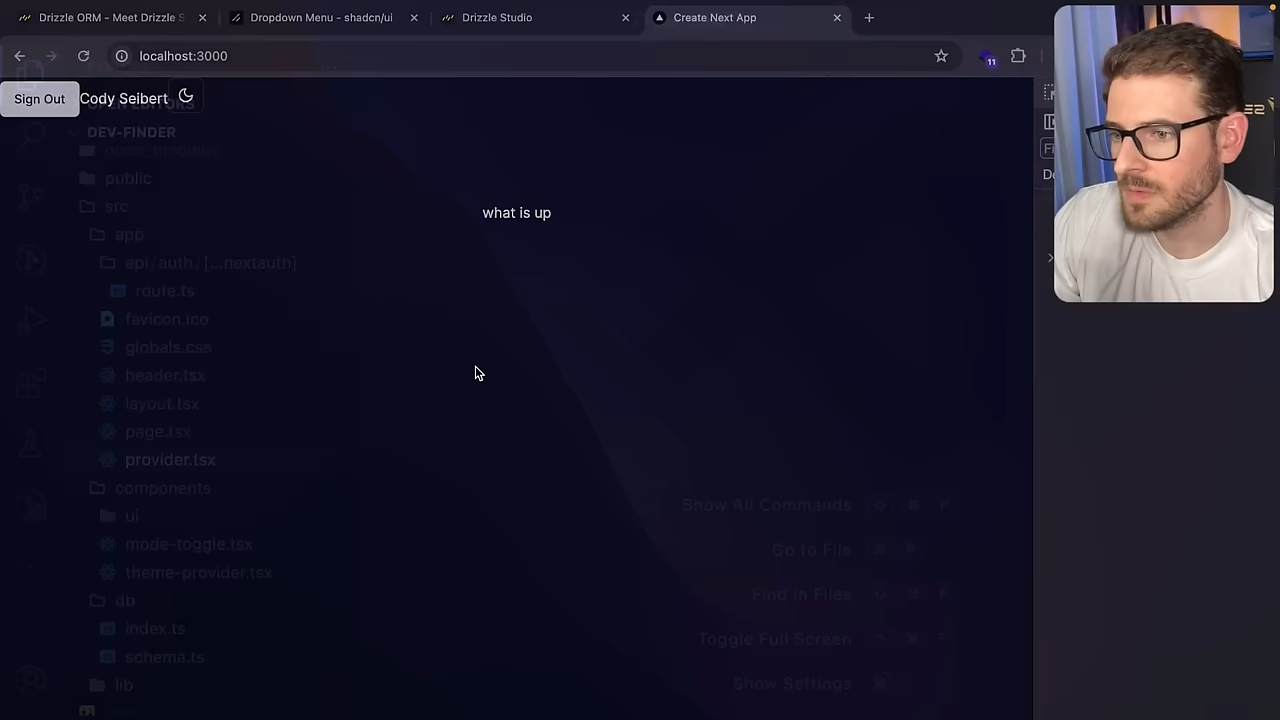 Drizzle ORM - Meet Drizzle S
Dropdown Menu - shadcn/ui
Drizzle Studio
Create Next App
localhost:3000
11
Sign Out
Cody Seibert
EDITORS
DEV-FINDER
node_modules
public
src
app
api / auth / [...nextauth]
route.ts
favicon.ico
globals.css
header.tsx
layout.tsx
page.tsx
provider.tsx
components
ui
mode-toggle.tsx
theme-provider.tsx
db
index.ts
schema.ts
lib
what is up
Show All Commands
Go to File
Find in Files
Toggle Full Screen
Show Settings